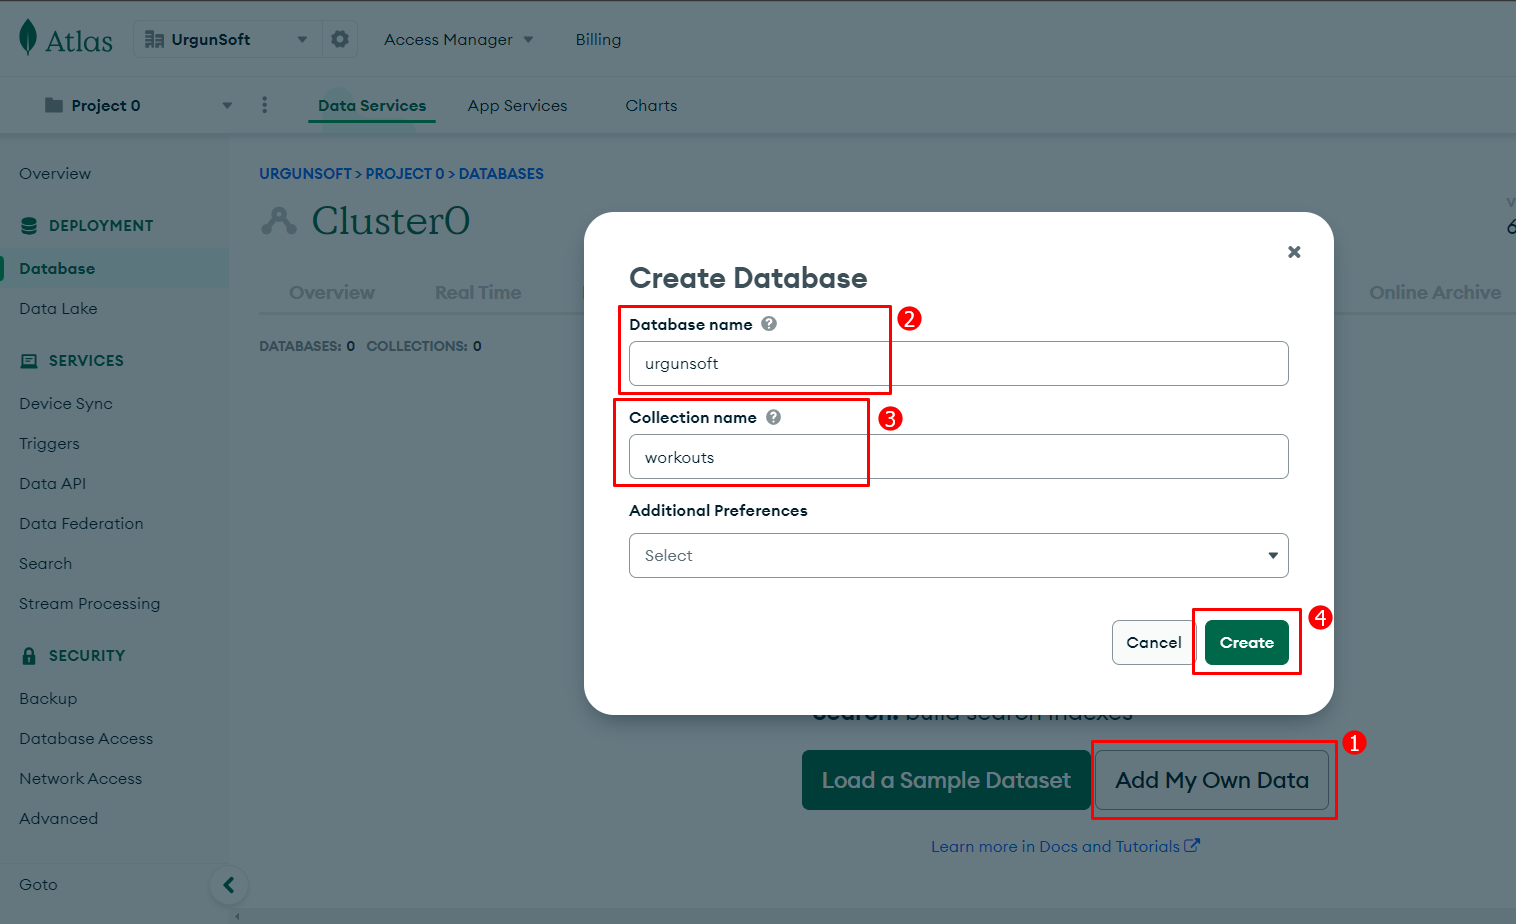 Atlas
UrgunSoft
Access Manager
Billing
Project 0
Data Services
App Services
Charts
Overview
DEPLOYMENT
Database
Data Lake
SERVICES
Device Sync
Triggers
Data API
Data Federation
Search
Stream Processing
SECURITY
Backup
Database Access
Network Access
Advanced
Goto
URGUNSOFT > PROJECT 0 > DATABASES
Cluster0
Overview
Real Time
Online Archive
DATABASES: 0 COLLECTIONS: 0
Create Database
Database name ?
2
urgunsoft
Collection name ?
3
workouts
Additional Preferences
Select
Cancel
Create
4
Search: build search indexes
Load a Sample Dataset
Add My Own Data
1
Learn more in Docs and Tutorials